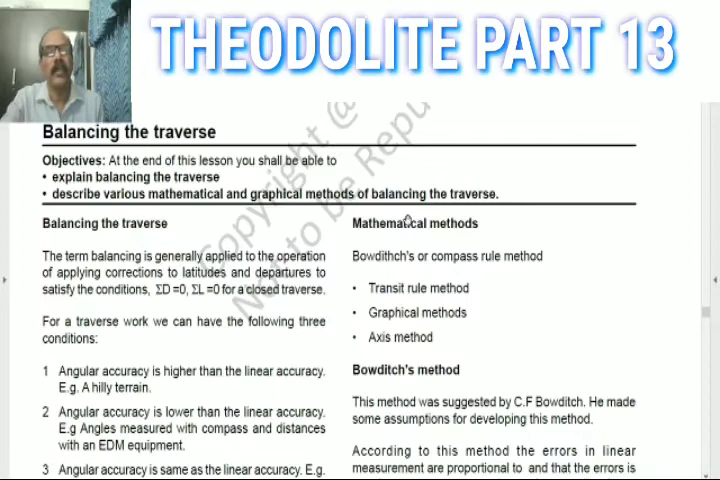 THEODOLITE PART 13
Balancing the traverse
Objectives: At the end of this lesson you shall be able to
• explain balancing the traverse
• describe various mathematical and graphical methods of balancing the traverse.
Balancing the traverse
The term balancing is generally applied to the operation
of applying corrections to latitudes and departures to
satisfy the conditions, ΣD =0, ΣL =0 for a closed traverse.
For a traverse work we can have the following three
conditions:
1 Angular accuracy is higher than the linear accuracy.
E.g. A hilly terrain.
2 Angular accuracy is lower than the linear accuracy.
E.g Angles measured with compass and distances
with an EDM equipment.
3 Angular accuracy is same as the linear accuracy. E.g.
Mathematical methods
Bowdithch's or compass rule method
• Transit rule method
• Graphical methods
• Axis method
Bowditch's method
This method was suggested by C.F Bowditch. He made
some assumptions for developing this method.
According to this method the errors in linear
measurement are proportional to and that the errors is
Copyright @
Not to be Repu